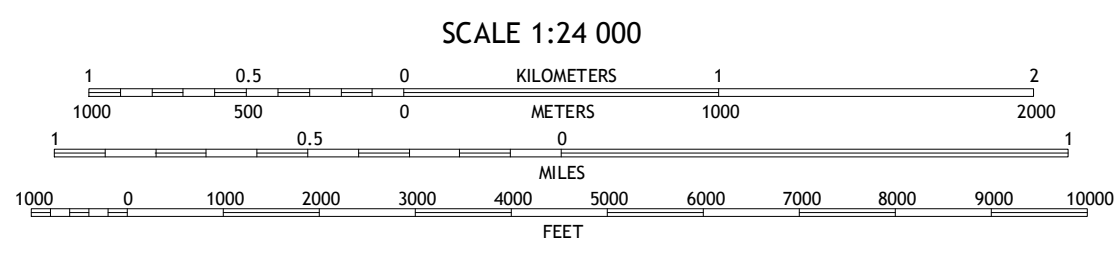 SCALE 1:24 000
1 0.5 0 KILOMETERS 1 2
1000 500 0 METERS 1000 2000
1 0.5 0 1
MILES
1000 0 1000 2000 3000 4000 5000 6000 7000 8000 9000 10000
FEET